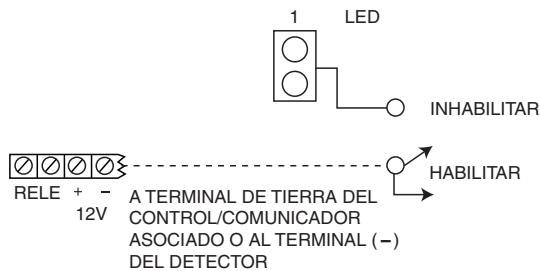 1 LED
INHABILITAR
HABILITAR
RELE + −
12V
A TERMINAL DE TIERRA DEL
CONTROL/COMUNICADOR
ASOCIADO O AL TERMINAL (−)
DEL DETECTOR